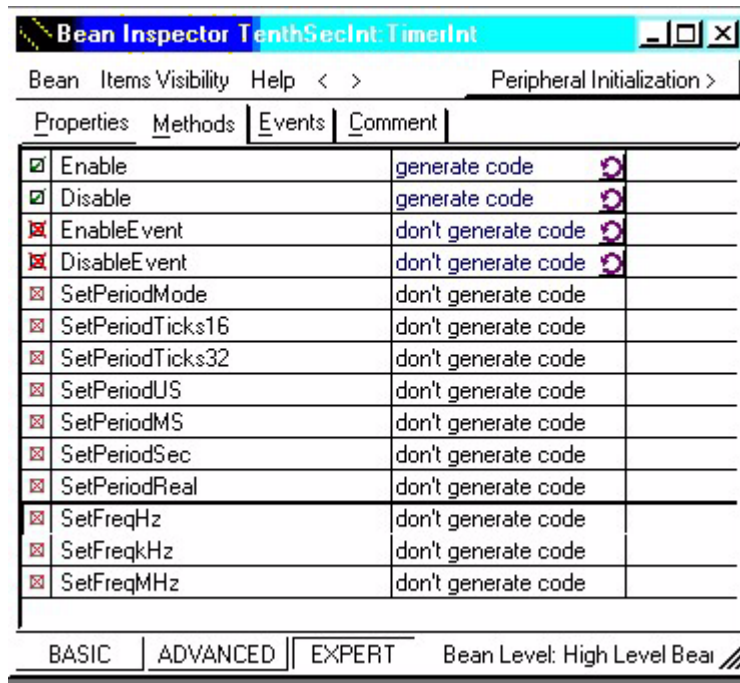 Bean Inspector TenthSecInt:TimerInt
Bean Items Visibility Help < > Peripheral Initialization >
Properties Methods Events Comment
Enable generate code
Disable generate code
EnableEvent don't generate code
DisableEvent don't generate code
SetPeriodMode don't generate code
SetPeriodTicks16 don't generate code
SetPeriodTicks32 don't generate code
SetPeriodUS don't generate code
SetPeriodMS don't generate code
SetPeriodSec don't generate code
SetPeriodReal don't generate code
SetFreqHz don't generate code
SetFreqkHz don't generate code
SetFreqMHz don't generate code
BASIC ADVANCED EXPERT Bean Level: High Level Bear